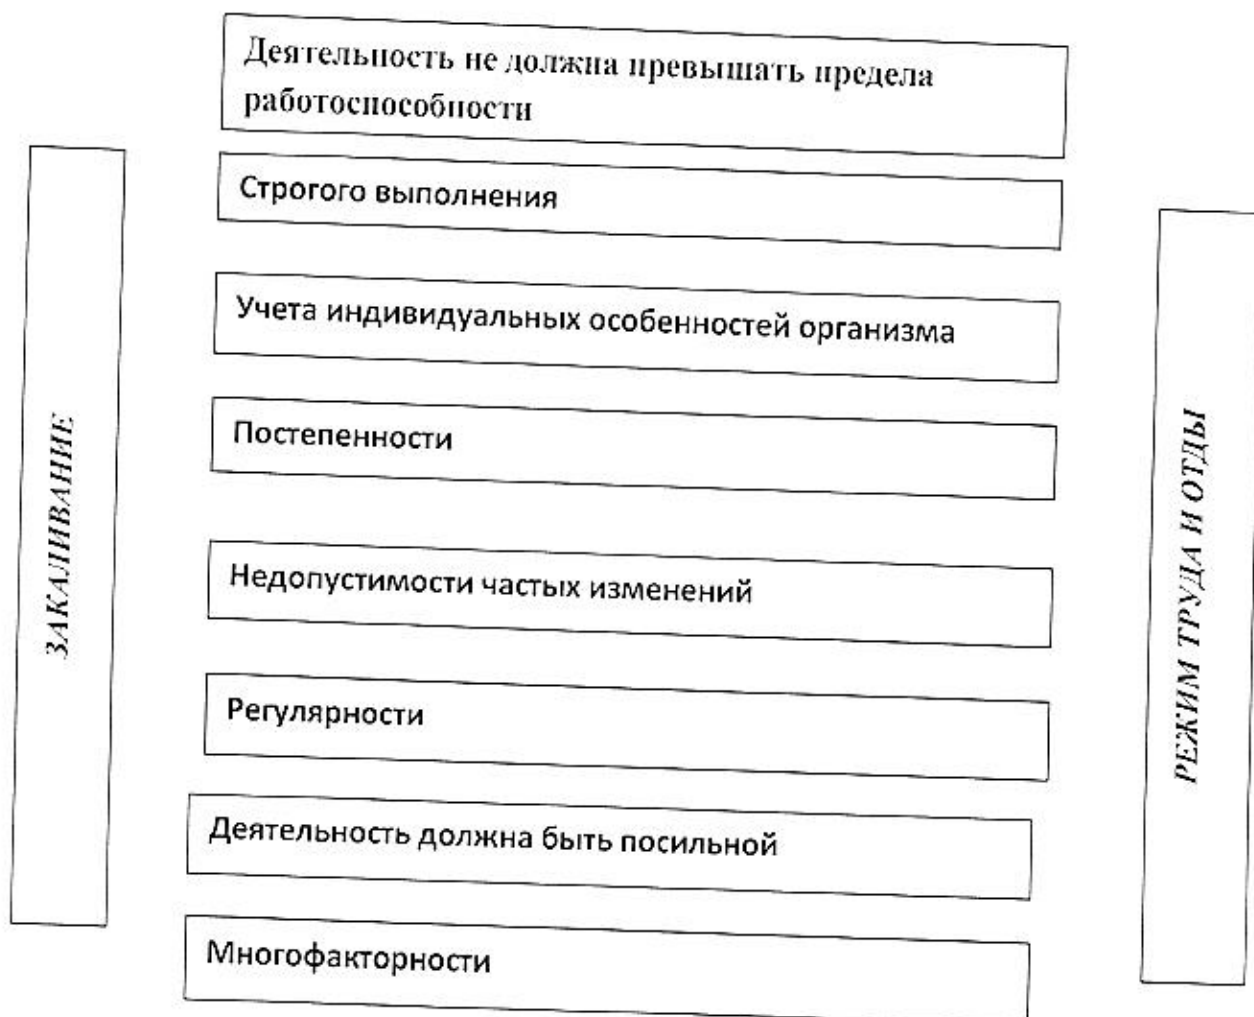 Деятельность не должна превышать предела
работоспособности
Строгого выполнения
Учета индивидуальных особенностей организма
Постепенности
Недопустимости частых изменений
Регулярности
Деятельность должна быть посильной
Многофакторности
ЗАКАЛИВАНИЕ
РЕЖИМ ТРУДА И ОТДЫ